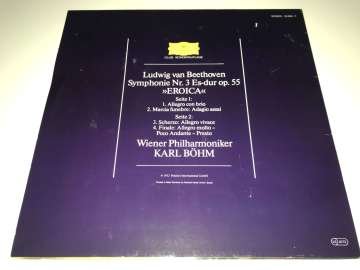 CLUB-SONDERAUFLAGE
Ludwig van Beethoven
Symphonie Nr. 3 Es-dur op. 55
»EROICA«
Seite 1:
1. Allegro con brio
2. Marcia funebre: Adagio assai
Seite 2:
3. Scherzo: Allegro vivace
4. Finale: Allegro molto –
Poco Andante – Presto
Wiener Philharmoniker
KARL BÖHM